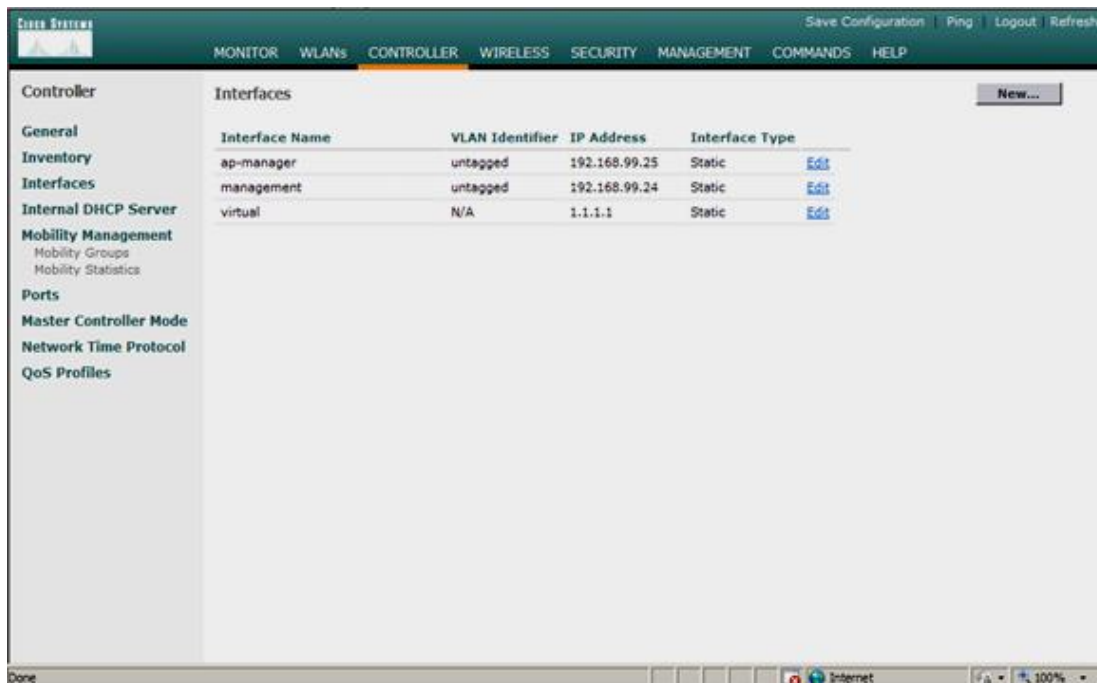 CISCO SYSTEMS
Save Configuration Ping Logout Refresh
MONITOR WLANs CONTROLLER WIRELESS SECURITY MANAGEMENT COMMANDS HELP
Controller
General
Inventory
Interfaces
Internal DHCP Server
Mobility Management
Mobility Groups
Mobility Statistics
Ports
Master Controller Mode
Network Time Protocol
QoS Profiles
Interfaces
New...
Interface Name VLAN Identifier IP Address Interface Type
ap-manager untagged 192.168.99.25 Static Edit
management untagged 192.168.99.24 Static Edit
virtual N/A 1.1.1.1 Static Edit
Done Internet 100%